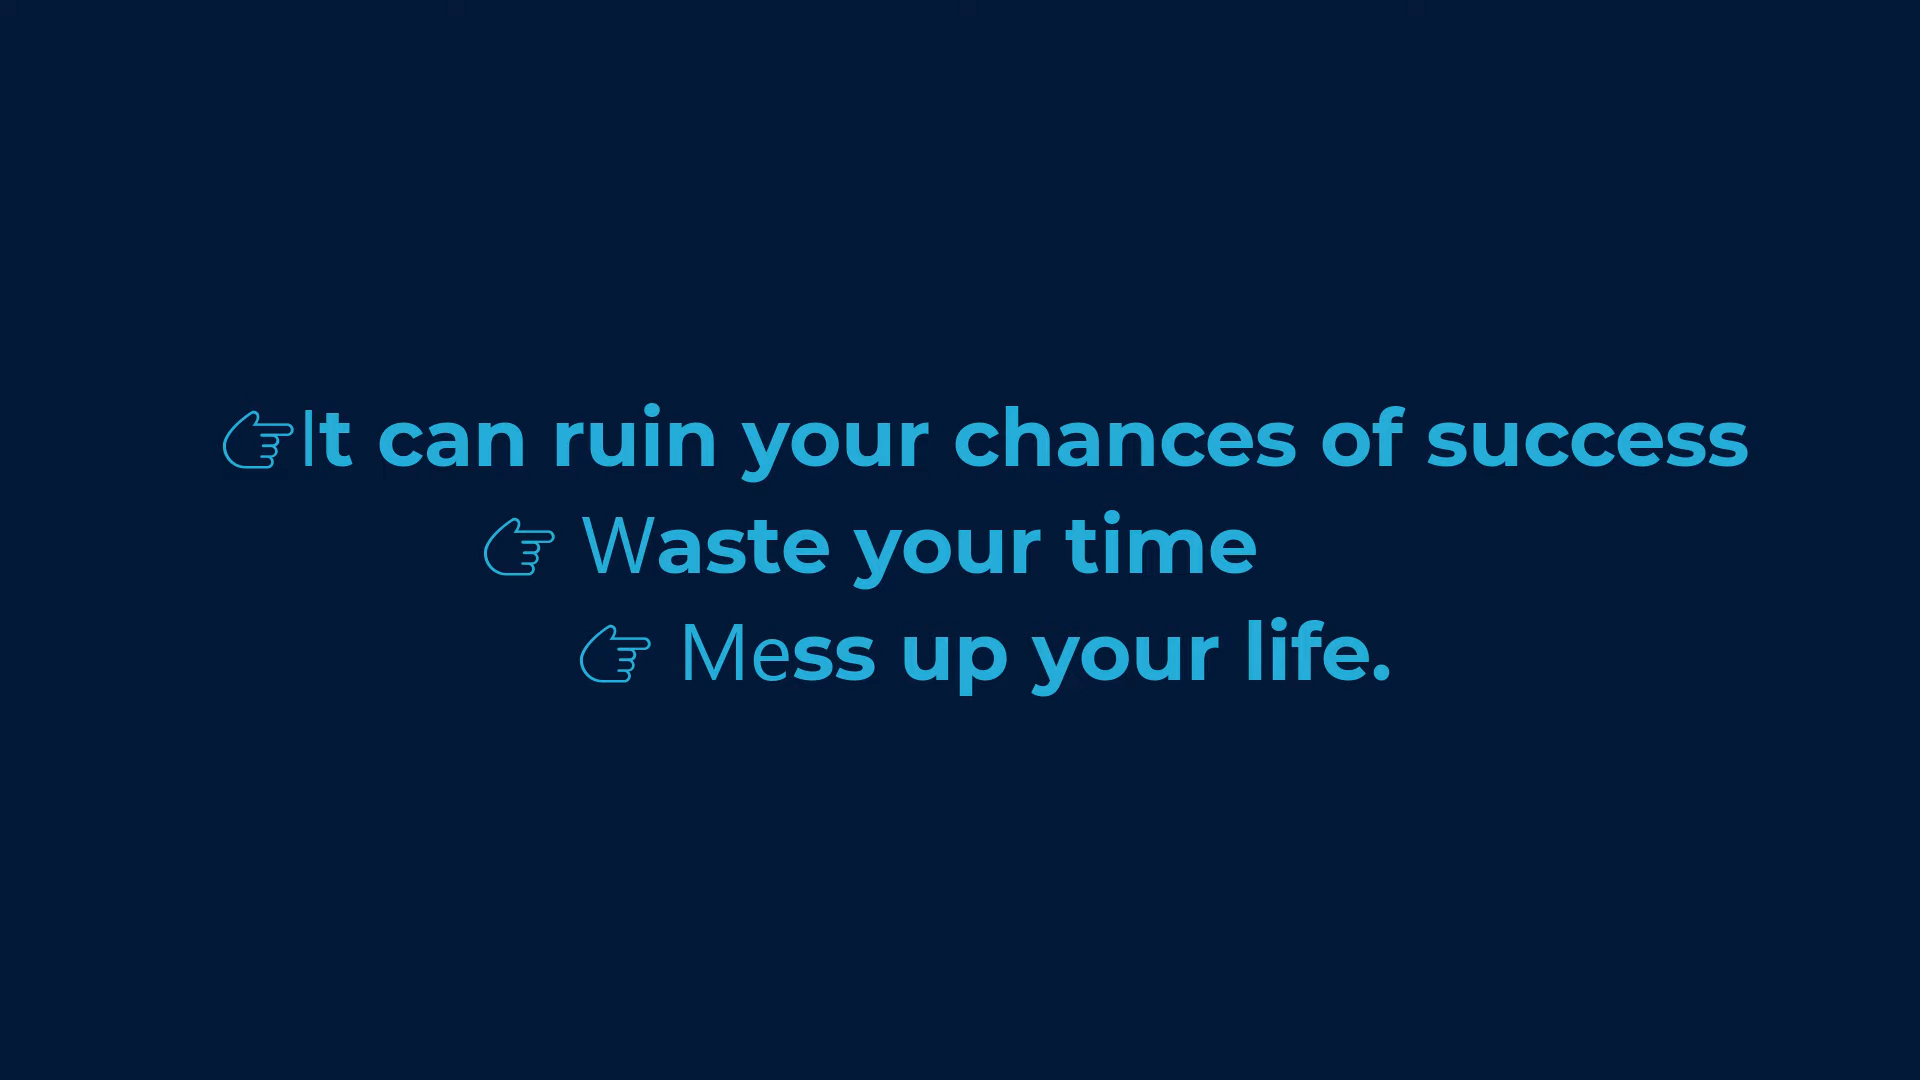 👉It can ruin your chances of success
👉 Waste your time
👉 Mess up your life.